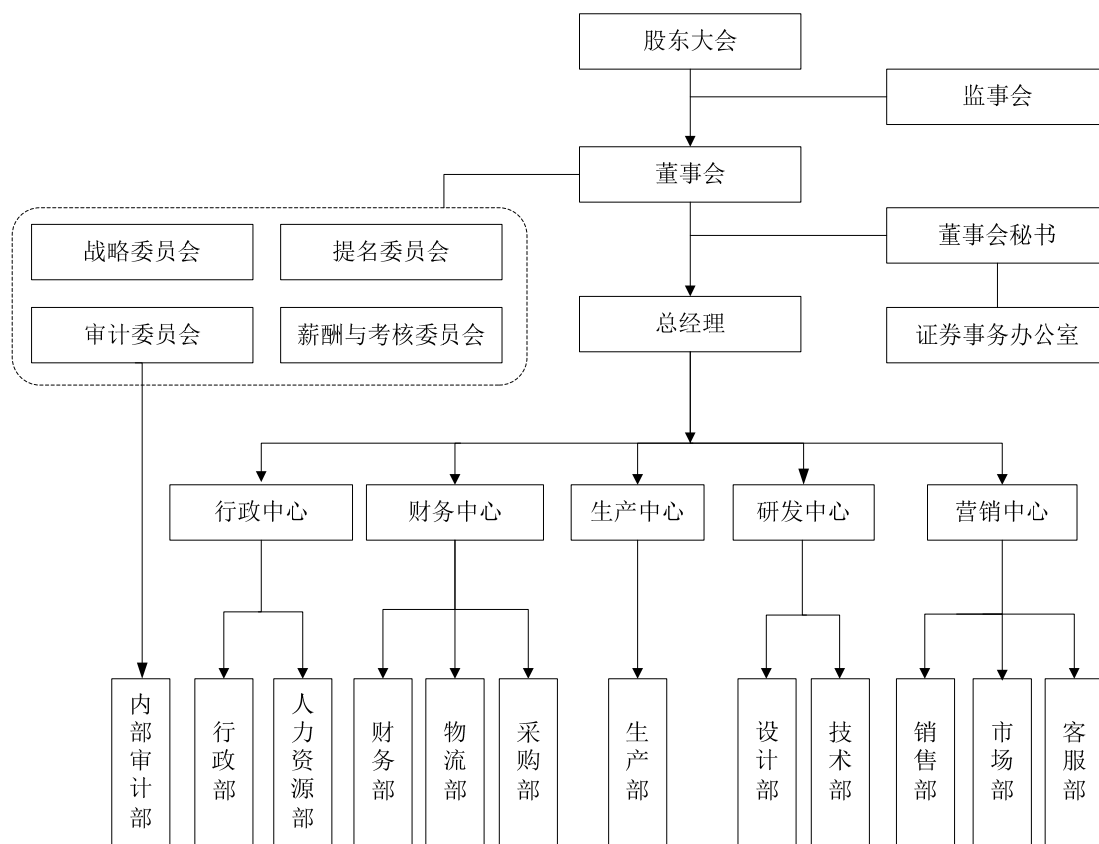 股东大会
监事会
董事会
战略委员会
提名委员会
董事会秘书
审计委员会
薪酬与考核委员会
总经理
证券事务办公室
行政中心
财务中心
生产中心
研发中心
营销中心
内部审计部
行政部
人力资源部
财务部
物流部
采购部
生产部
设计部
技术部
销售部
市场部
客服部